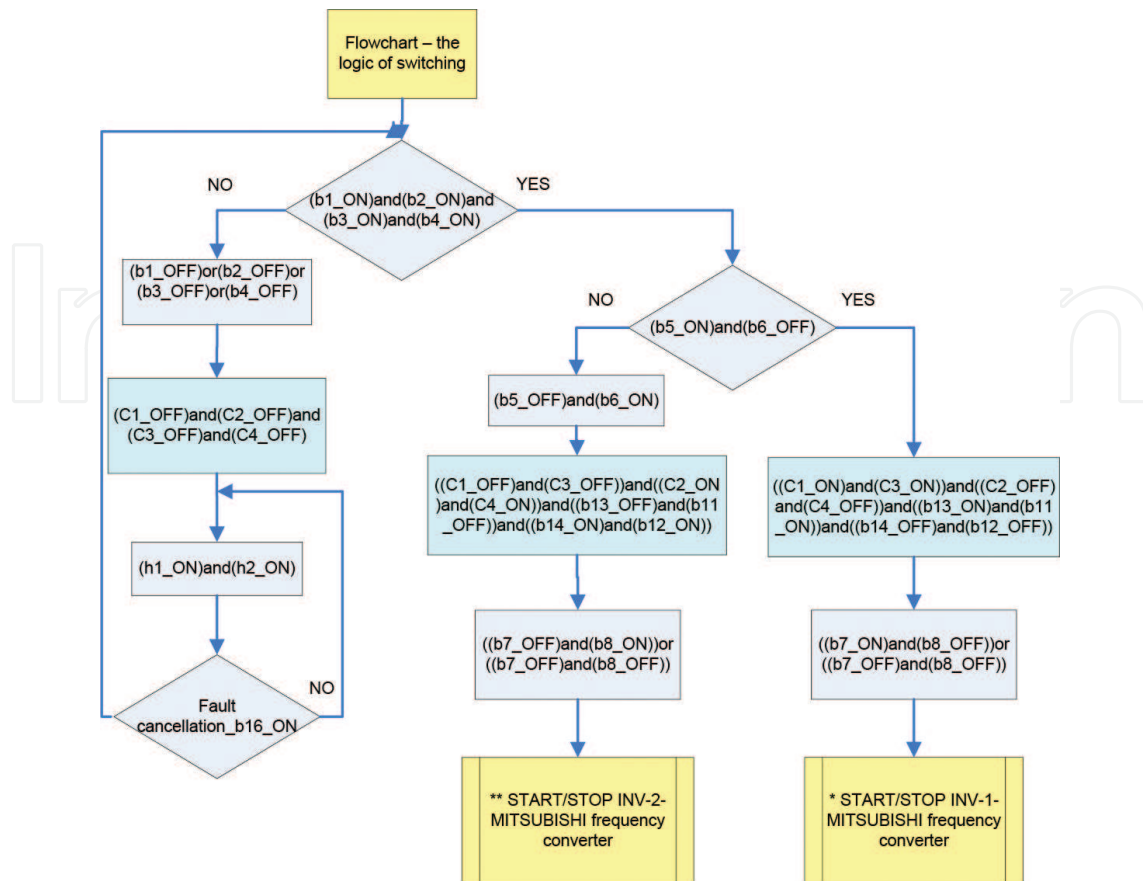 Flowchart – the
logic of switching
NO
YES
(b1_ON)and(b2_ON)and
(b3_ON)and(b4_ON)
(b1_OFF)or(b2_OFF)or
(b3_OFF)or(b4_OFF)
NO
YES
(b5_ON)and(b6_OFF)
(b5_OFF)and(b6_ON)
(C1_OFF)and(C2_OFF)and
(C3_OFF)and(C4_OFF)
((C1_OFF)and(C3_OFF))and((C2_ON
)and(C4_ON))and((b13_OFF)and(b11
_OFF))and((b14_ON)and(b12_ON))
((C1_ON)and(C3_ON))and((C2_OFF)
and(C4_OFF))and((b13_ON)and(b11
_ON))and((b14_OFF)and(b12_OFF))
(h1_ON)and(h2_ON)
((b7_OFF)and(b8_ON))or
((b7_OFF)and(b8_OFF))
((b7_ON)and(b8_OFF))or
((b7_OFF)and(b8_OFF))
NO
Fault
cancellation_b16_ON
** START/STOP INV-2-
MITSUBISHI frequency
converter
* START/STOP INV-1-
MITSUBISHI frequency
converter